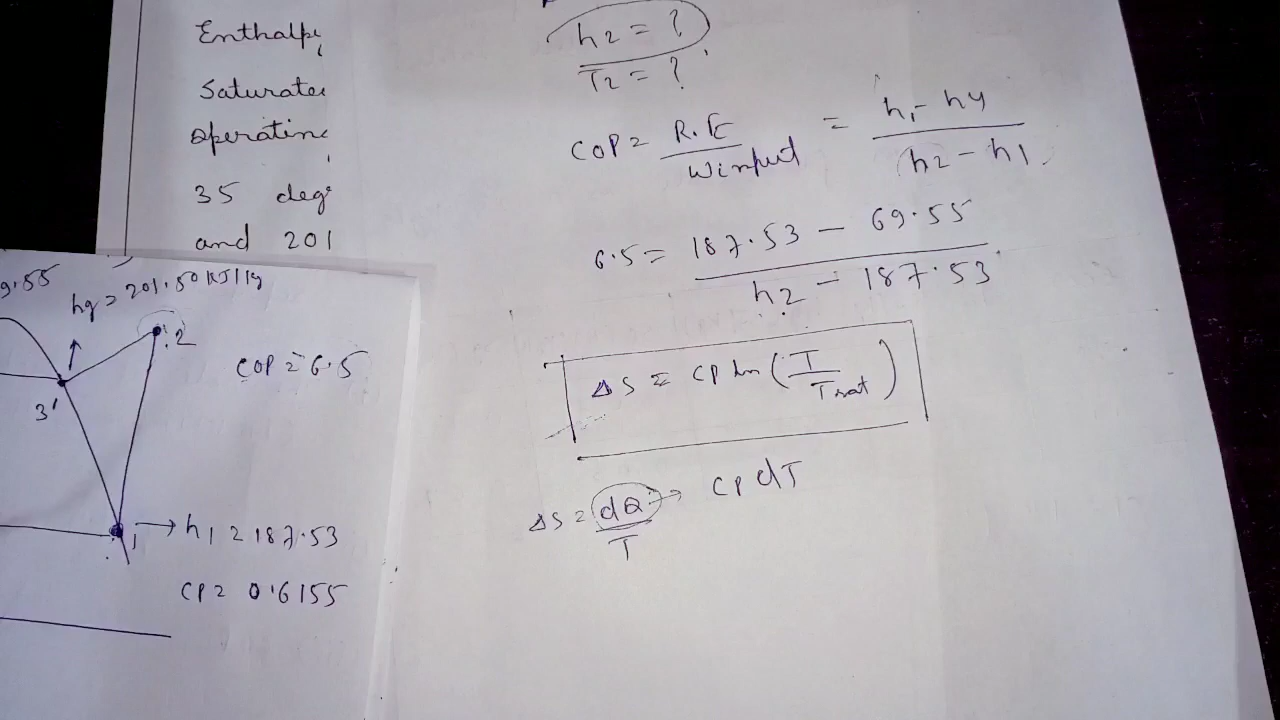 Enthalp
Saturate
operatin
35 deg
and 201
9.55
hg = 201.50 kJ/kg
2
COP = 6.5
3'
1 → h1 = 187.53
CP = 0.6155
h2 = ?
T2 = ?
COP = R.E / Winput = h1 - h4 / h2 - h1
6.5 = 187.53 - 69.55 / h2 - 187.53
ΔS = CP ln (T / Tsat)
ΔS = dQ / T → CP dT